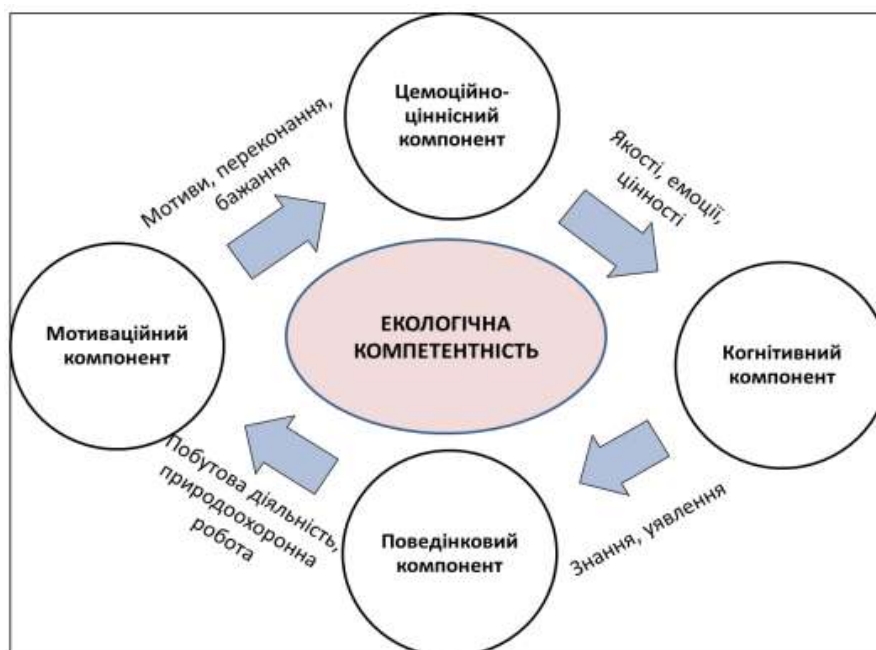 Цемоційно-
ціннісний
компонент
Мотиви, переконання,
бажання
Якості, емоції,
цінності
Мотиваційний
компонент
ЕКОЛОГІЧНА
КОМПЕТЕНТНІСТЬ
Когнітивний
компонент
Побутова діяльність,
природоохоронна
робота
Поведінковий
компонент
Знання, уявлення